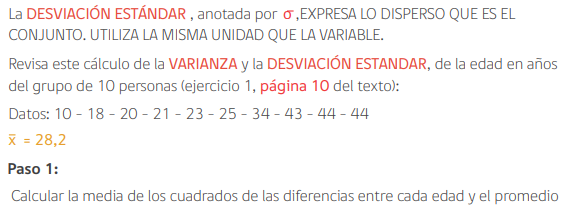 La DESVIACIÓN ESTÁNDAR , anotada por σ ,EXPRESA LO DISPERSO QUE ES EL
CONJUNTO. UTILIZA LA MISMA UNIDAD QUE LA VARIABLE.
Revisa este cálculo de la VARIANZA y la DESVIACIÓN ESTANDAR, de la edad en años
del grupo de 10 personas (ejercicio 1, página 10 del texto):
Datos: 10 - 18 - 20 - 21 - 23 - 25 - 34 - 43 - 44 - 44
x̅ = 28,2
Paso 1:
Calcular la media de los cuadrados de las diferencias entre cada edad y el promedio